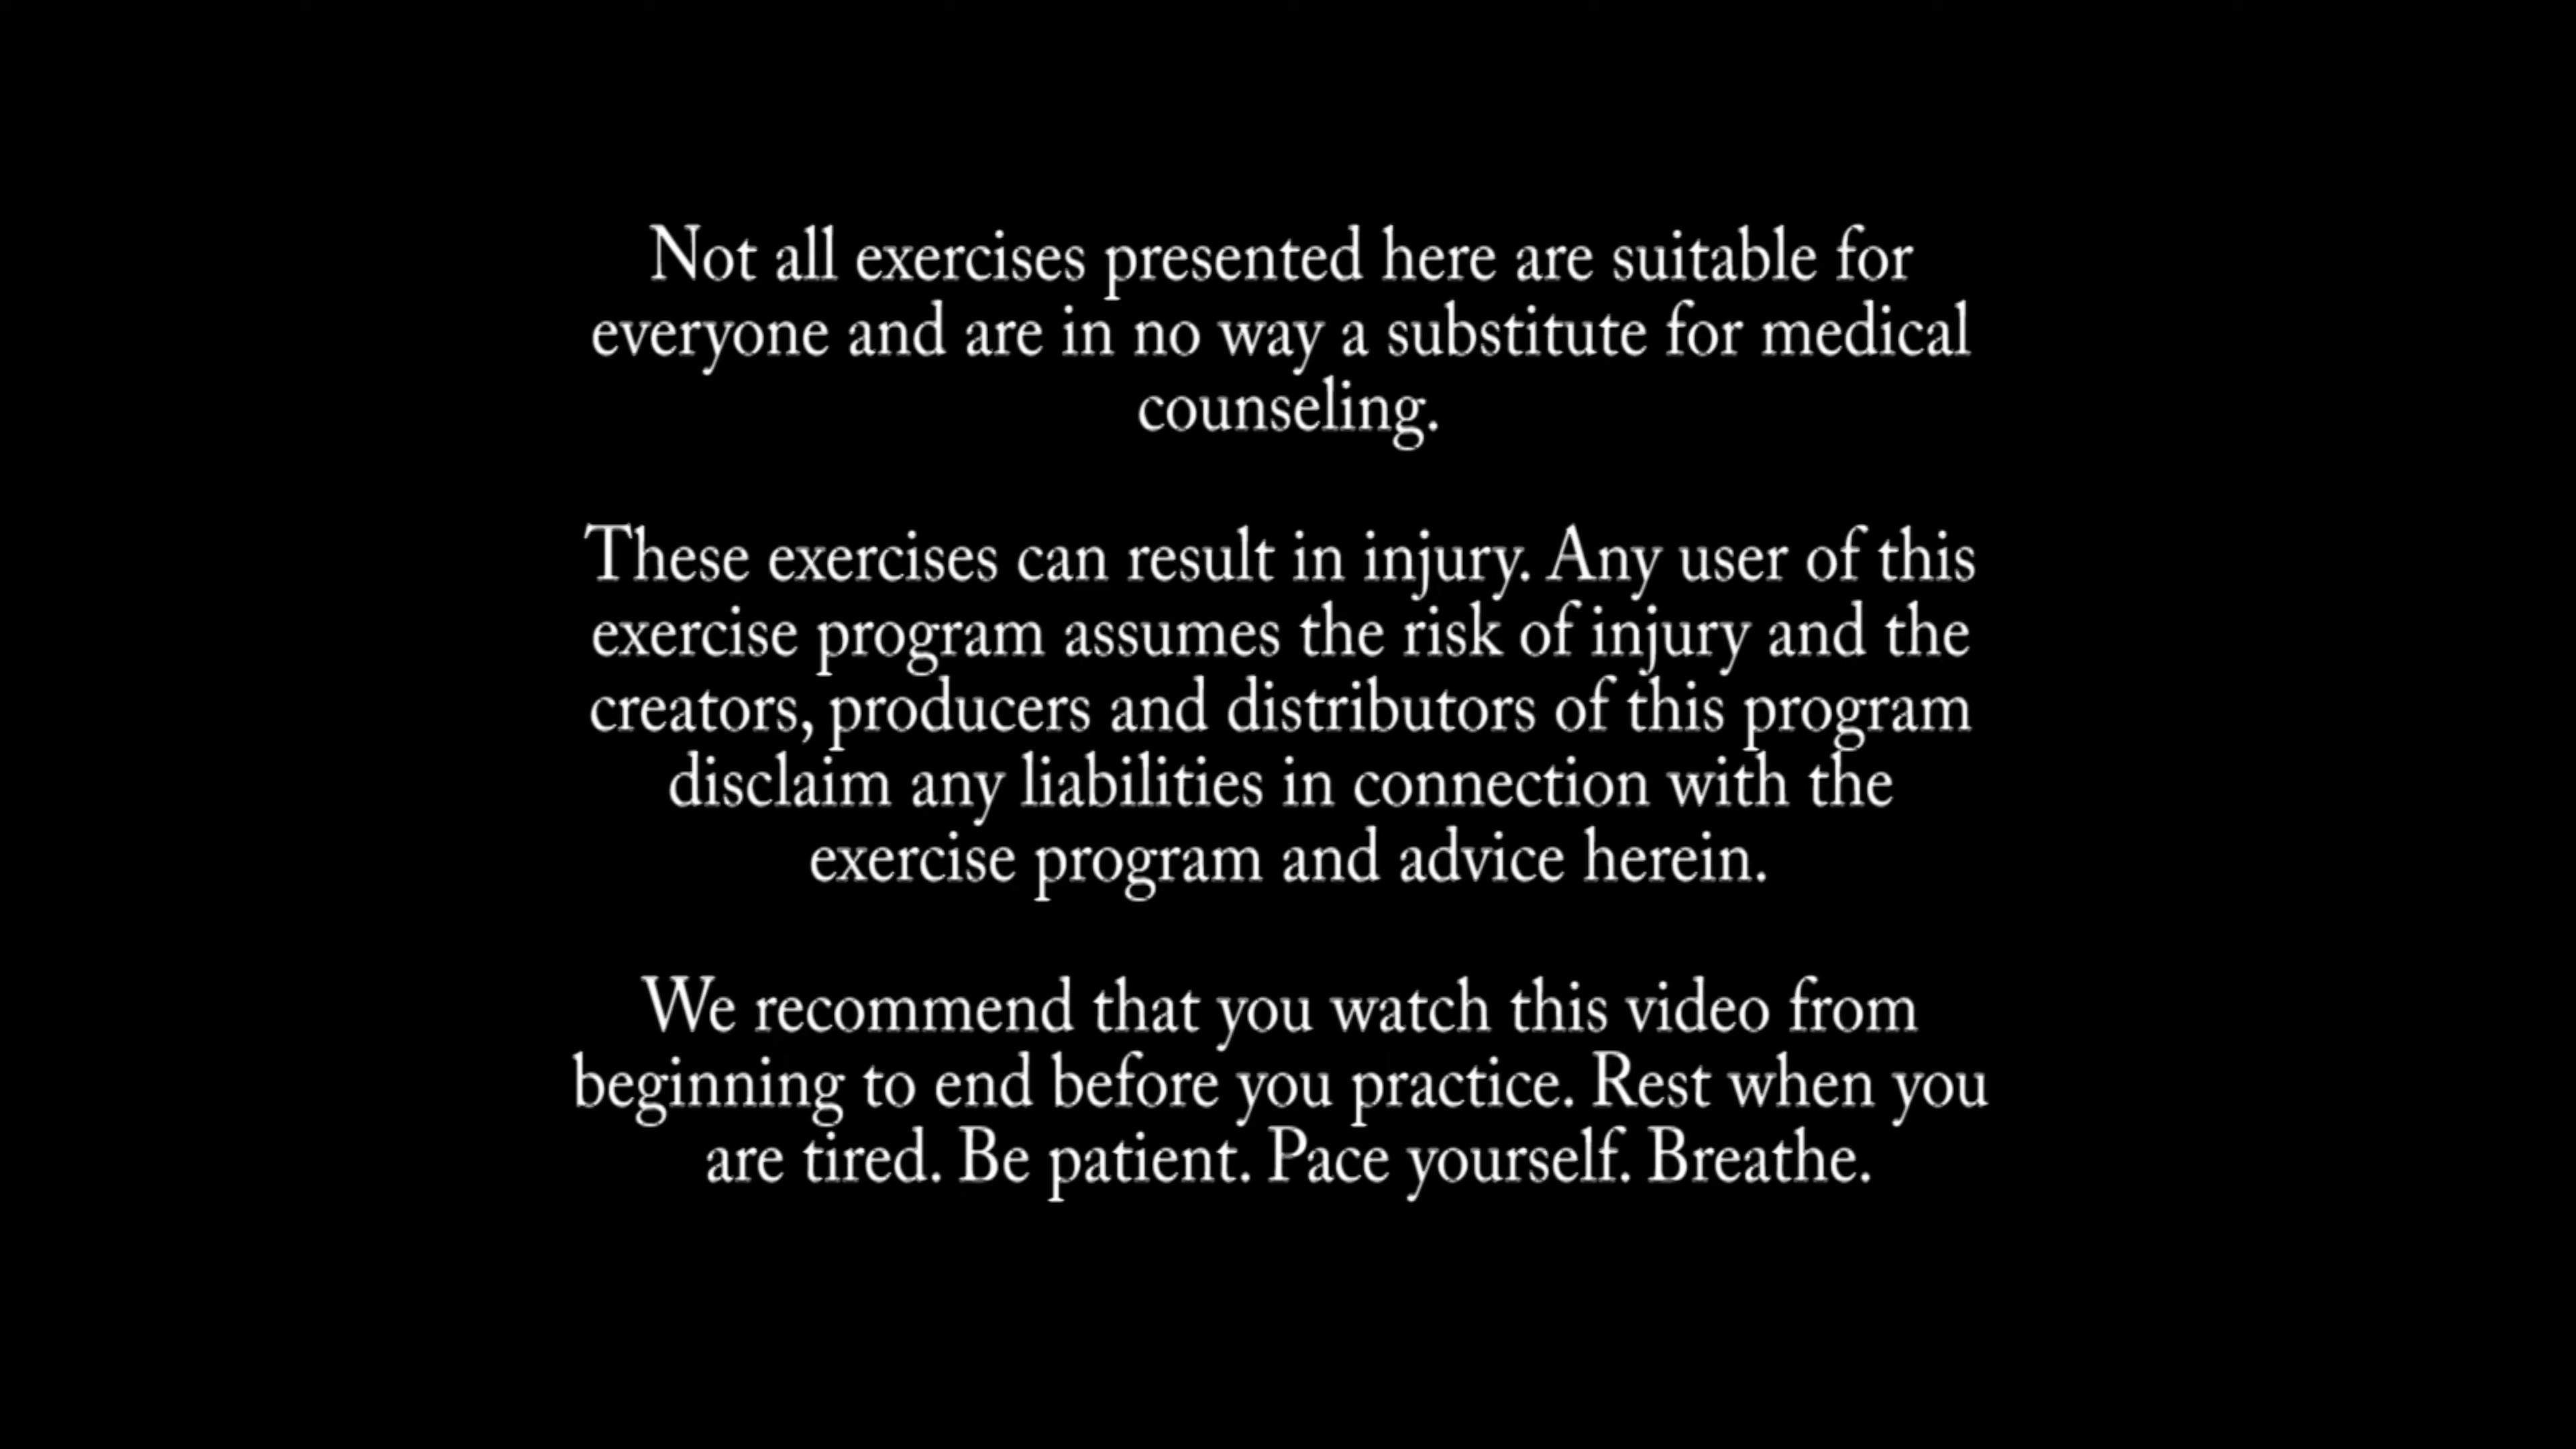 Not all exercises presented here are suitable for
everyone and are in no way a substitute for medical
counseling.
These exercises can result in injury. Any user of this
exercise program assumes the risk of injury and the
creators, producers and distributors of this program
disclaim any liabilities in connection with the
exercise program and advice herein.
We recommend that you watch this video from
beginning to end before you practice. Rest when you
are tired. Be patient. Pace yourself. Breathe.